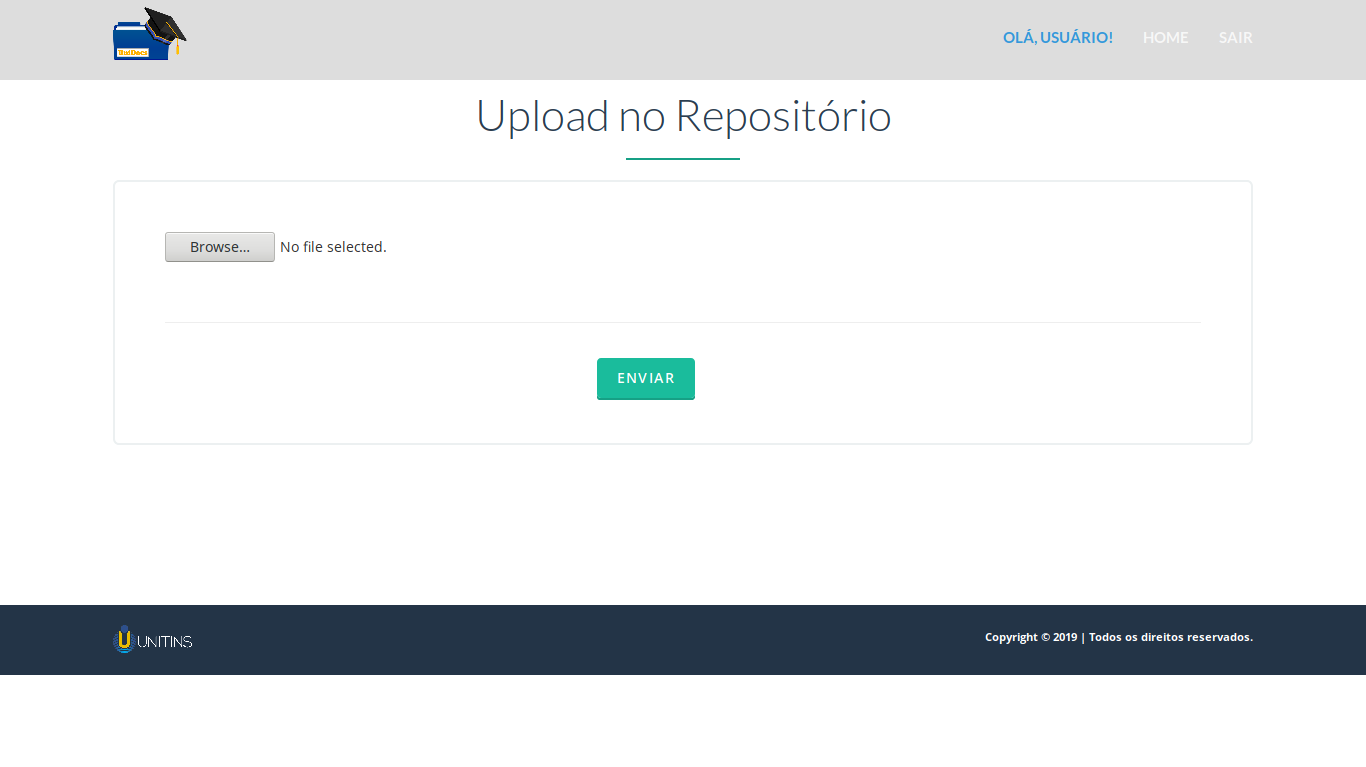 UniDocs
OLÁ, USUÁRIO!
HOME
SAIR
Upload no Repositório
Browse...
No file selected.
ENVIAR
UNITINS
Copyright © 2019 | Todos os direitos reservados.